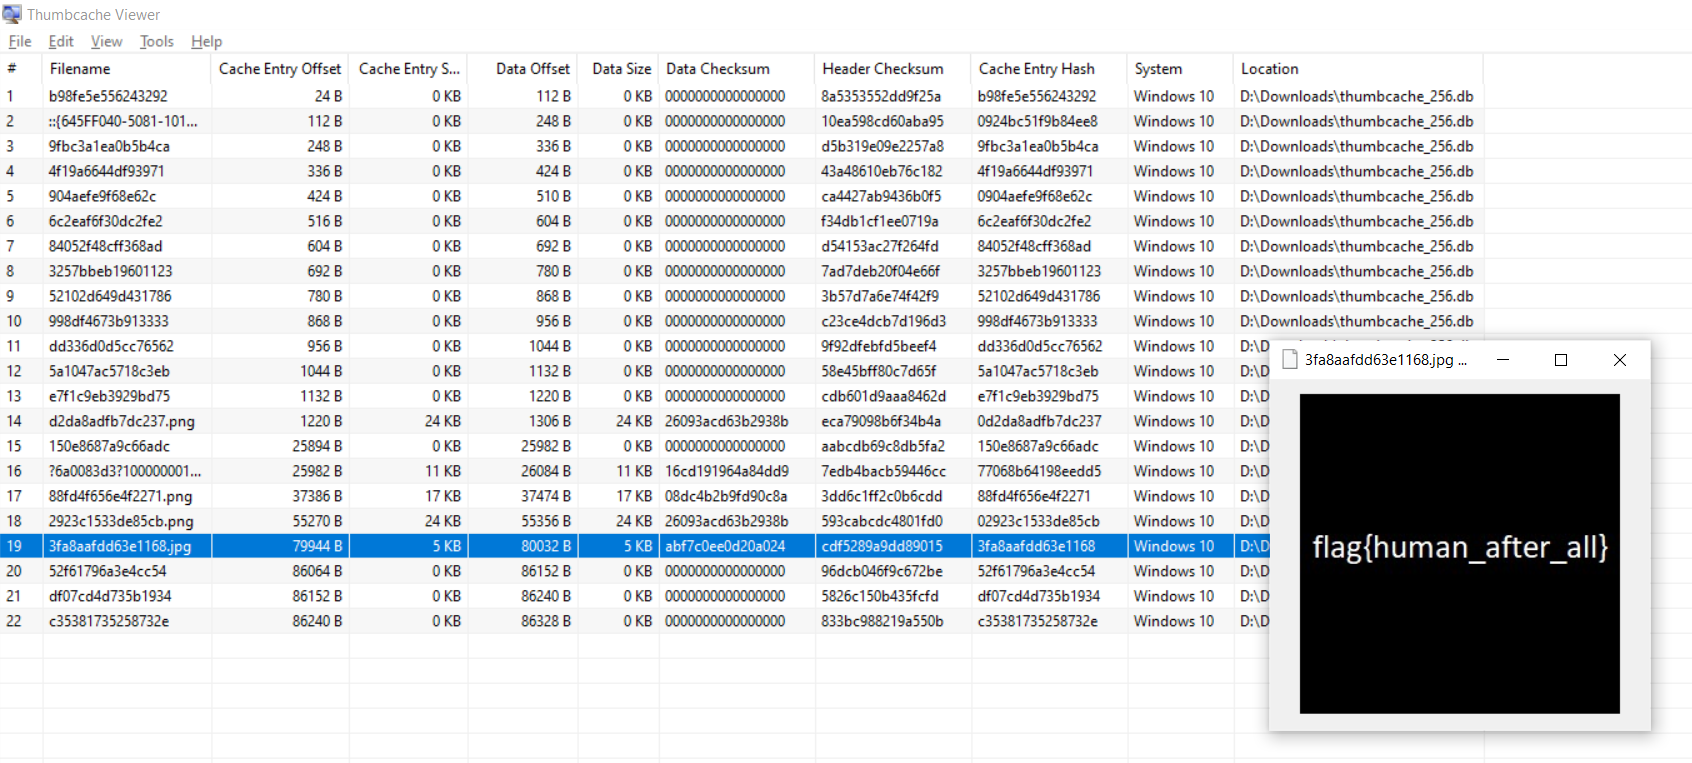 Thumbcache Viewer
File Edit View Tools Help
# Filename Cache Entry Offset Cache Entry S... Data Offset Data Size Data Checksum Header Checksum Cache Entry Hash System Location
1 b98fe5e556243292 24 B 0 KB 112 B 0 KB 0000000000000000 8a5353552dd9f25a b98fe5e556243292 Windows 10 D:\Downloads\thumbcache_256.db
2 ::{645FF040-5081-101... 112 B 0 KB 248 B 0 KB 0000000000000000 10ea598cd60aba95 0924bc51f9b84ee8 Windows 10 D:\Downloads\thumbcache_256.db
3 9fbc3a1ea0b5b4ca 248 B 0 KB 336 B 0 KB 0000000000000000 d5b319e09e2257a8 9fbc3a1ea0b5b4ca Windows 10 D:\Downloads\thumbcache_256.db
4 4f19a6644df93971 336 B 0 KB 424 B 0 KB 0000000000000000 43a48610eb76c182 4f19a6644df93971 Windows 10 D:\Downloads\thumbcache_256.db
5 904aefe9f68e62c 424 B 0 KB 510 B 0 KB 0000000000000000 ca4427ab9436b0f5 0904aefe9f68e62c Windows 10 D:\Downloads\thumbcache_256.db
6 6c2eaf6f30dc2fe2 516 B 0 KB 604 B 0 KB 0000000000000000 f34db1cf1ee0719a 6c2eaf6f30dc2fe2 Windows 10 D:\Downloads\thumbcache_256.db
7 84052f48cff368ad 604 B 0 KB 692 B 0 KB 0000000000000000 d54153ac27f264fd 84052f48cff368ad Windows 10 D:\Downloads\thumbcache_256.db
8 3257bbeb19601123 692 B 0 KB 780 B 0 KB 0000000000000000 7ad7deb20f04e66f 3257bbeb19601123 Windows 10 D:\Downloads\thumbcache_256.db
9 52102d649d431786 780 B 0 KB 868 B 0 KB 0000000000000000 3b57d7a6e74f42f9 52102d649d431786 Windows 10 D:\Downloads\thumbcache_256.db
10 998df4673b913333 868 B 0 KB 956 B 0 KB 0000000000000000 c23ce4dcb7d196d3 998df4673b913333 Windows 10 D:\Downloads\thumbcache_256.db
11 dd336d0d5cc76562 956 B 0 KB 1044 B 0 KB 0000000000000000 9f92dfebfd5beef4 dd336d0d5cc76562 Windows 10
12 5a1047ac5718c3eb 1044 B 0 KB 1132 B 0 KB 0000000000000000 58e45bff80c7d65f 5a1047ac5718c3eb Windows 10 D:\D
13 e7f1c9eb3929bd75 1132 B 0 KB 1220 B 0 KB 0000000000000000 cdb601d9aaa8462d e7f1c9eb3929bd75 Windows 10 D:\D
14 d2da8adfb7dc237.png 1220 B 24 KB 1306 B 24 KB 26093acd63b2938b eca79098b6f34b4a 0d2da8adfb7dc237 Windows 10 D:\D
15 150e8687a9c66adc 25894 B 0 KB 25982 B 0 KB 0000000000000000 aabcdb69c8db5fa2 150e8687a9c66adc Windows 10 D:\D
16 ?6a0083d3?100000001... 25982 B 11 KB 26084 B 11 KB 16cd191964a84dd9 7edb4bacb59446cc 77068b64198eedd5 Windows 10 D:\D
17 88fd4f656e4f2271.png 37386 B 17 KB 37474 B 17 KB 08dc4b2b9fd90c8a 3dd6c1ff2c0b6cdd 88fd4f656e4f2271 Windows 10 D:\D
18 2923c1533de85cb.png 55270 B 24 KB 55356 B 24 KB 26093acd63b2938b 593cabcdc4801fd0 02923c1533de85cb Windows 10 D:\D
19 3fa8aafdd63e1168.jpg 79944 B 5 KB 80032 B 5 KB abf7c0ee0d20a024 cdf5289a9dd89015 3fa8aafdd63e1168 Windows 10 D:\D
20 52f61796a3e4cc54 86064 B 0 KB 86152 B 0 KB 0000000000000000 96dcb046f9c672be 52f61796a3e4cc54 Windows 10 D:\D
21 df07cd4d735b1934 86152 B 0 KB 86240 B 0 KB 0000000000000000 5826c150b435fcfd df07cd4d735b1934 Windows 10 D:\D
22 c35381735258732e 86240 B 0 KB 86328 B 0 KB 0000000000000000 833bc988219a550b c35381735258732e Windows 10 D:\D
3fa8aafdd63e1168.jpg ...
flag{human_after_all}